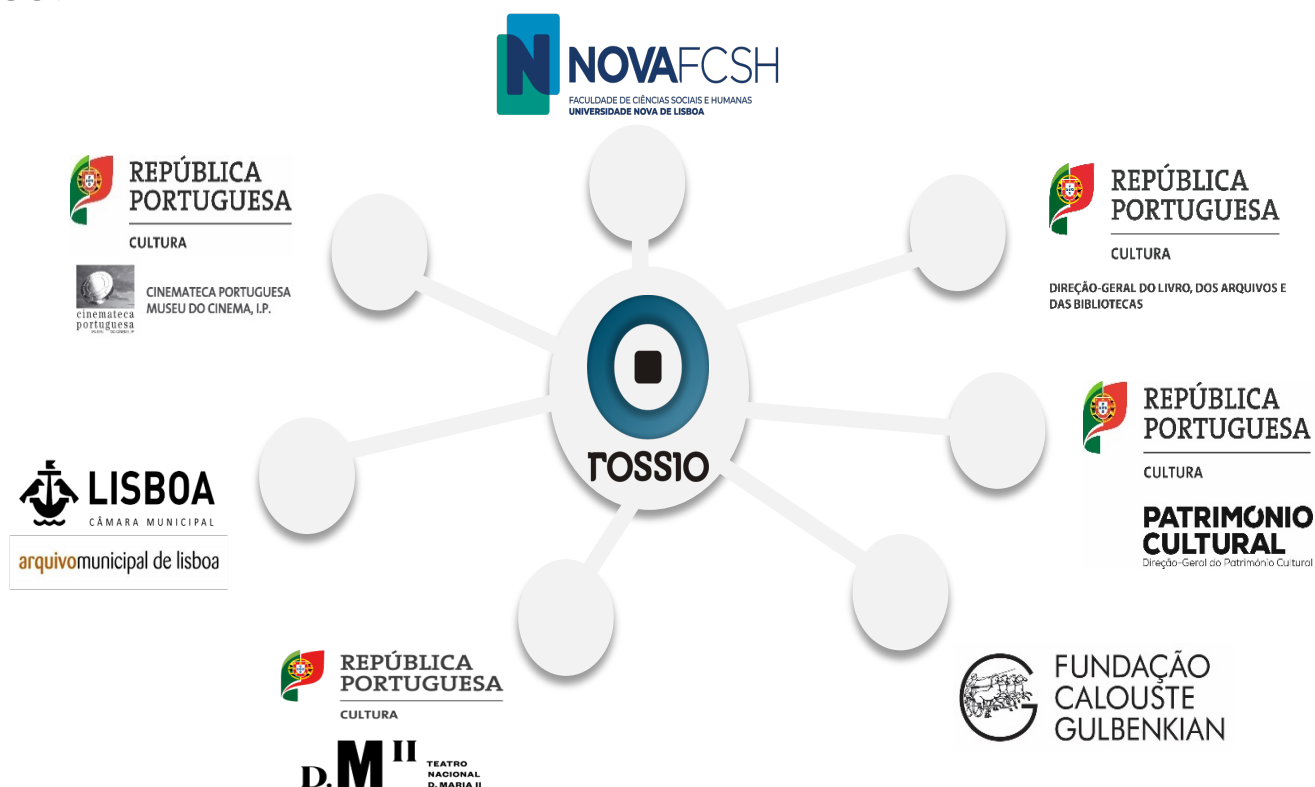 NOVAFCSH
FACULDADE DE CIÊNCIAS SOCIAIS E HUMANAS
UNIVERSIDADE NOVA DE LISBOA
REPÚBLICA
PORTUGUESA
CULTURA
cinemateca
portuguesa
CINEMATECA PORTUGUESA
MUSEU DO CINEMA, I.P.
REPÚBLICA
PORTUGUESA
CULTURA
DIREÇÃO-GERAL DO LIVRO, DOS ARQUIVOS E
DAS BIBLIOTECAS
rossio
REPÚBLICA
PORTUGUESA
CULTURA
PATRIMÓNIO
CULTURAL
Direção-Geral do Património Cultural
LISBOA
CÂMARA MUNICIPAL
arquivomunicipal de lisboa
REPÚBLICA
PORTUGUESA
CULTURA
D.M II
TEATRO
NACIONAL
D. MARIA II
FUNDAÇÃO
CALOUSTE
GULBENKIAN